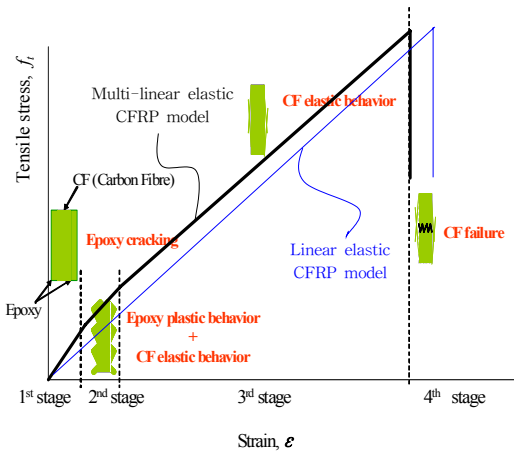 Tensile stress, ft
Multi-linear elastic
CFRP model
CF elastic behavior
CF (Carbon Fibre)
Epoxy cracking
CF failure
Linear elastic
CFRP model
Epoxy
Epoxy plastic behavior
+
CF elastic behavior
1st stage
2nd stage
3rd stage
4th stage
Strain, ε